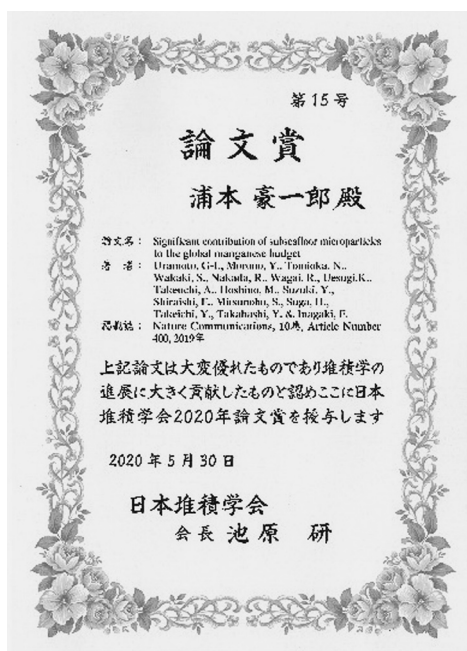 第15号
論文賞
浦本 豪一郎 殿
論文名： Significant contribution of subseafloor microparticles
to the global manganese budget
著　者： Uramoto, G-I., Morono, Y., Tomioka, N.,
Wakaki, S., Nakada, R., Wagai, R., Uesugi, K.,
Takeuchi, A., Hoshino, M., Suzuki, Y.,
Shiraishi, F., Mitsunobu, S., Suga, H.,
Takeichi, Y., Takahashi, Y. & Inagaki, F.
掲載誌： Nature Communications, 10巻, Article Number
400, 2019年
上記論文は大変優れたものであり堆積学の
進展に大きく貢献したものと認めここに日本
堆積学会2020年論文賞を授与します
2020年5月30日
日本堆積学会
会長 池原 研